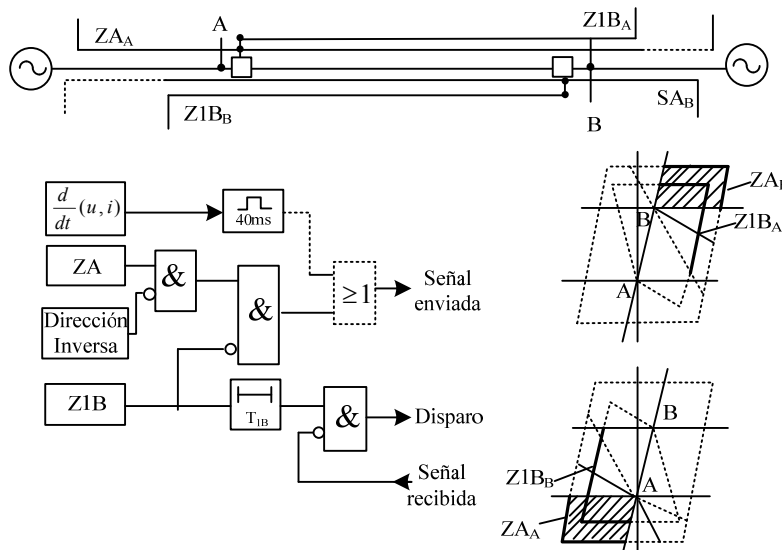 ZA_A
A
Z1B_A
Z1B_B
SA_B
B
d/dt (u, i)
40ms
ZA
&
Dirección
Inversa
&
≥1
Señal
enviada
Z1B
T_1B
&
Disparo
Señal
recibida
ZA_
B
Z1B_A
A
B
Z1B_B
A
ZA_A